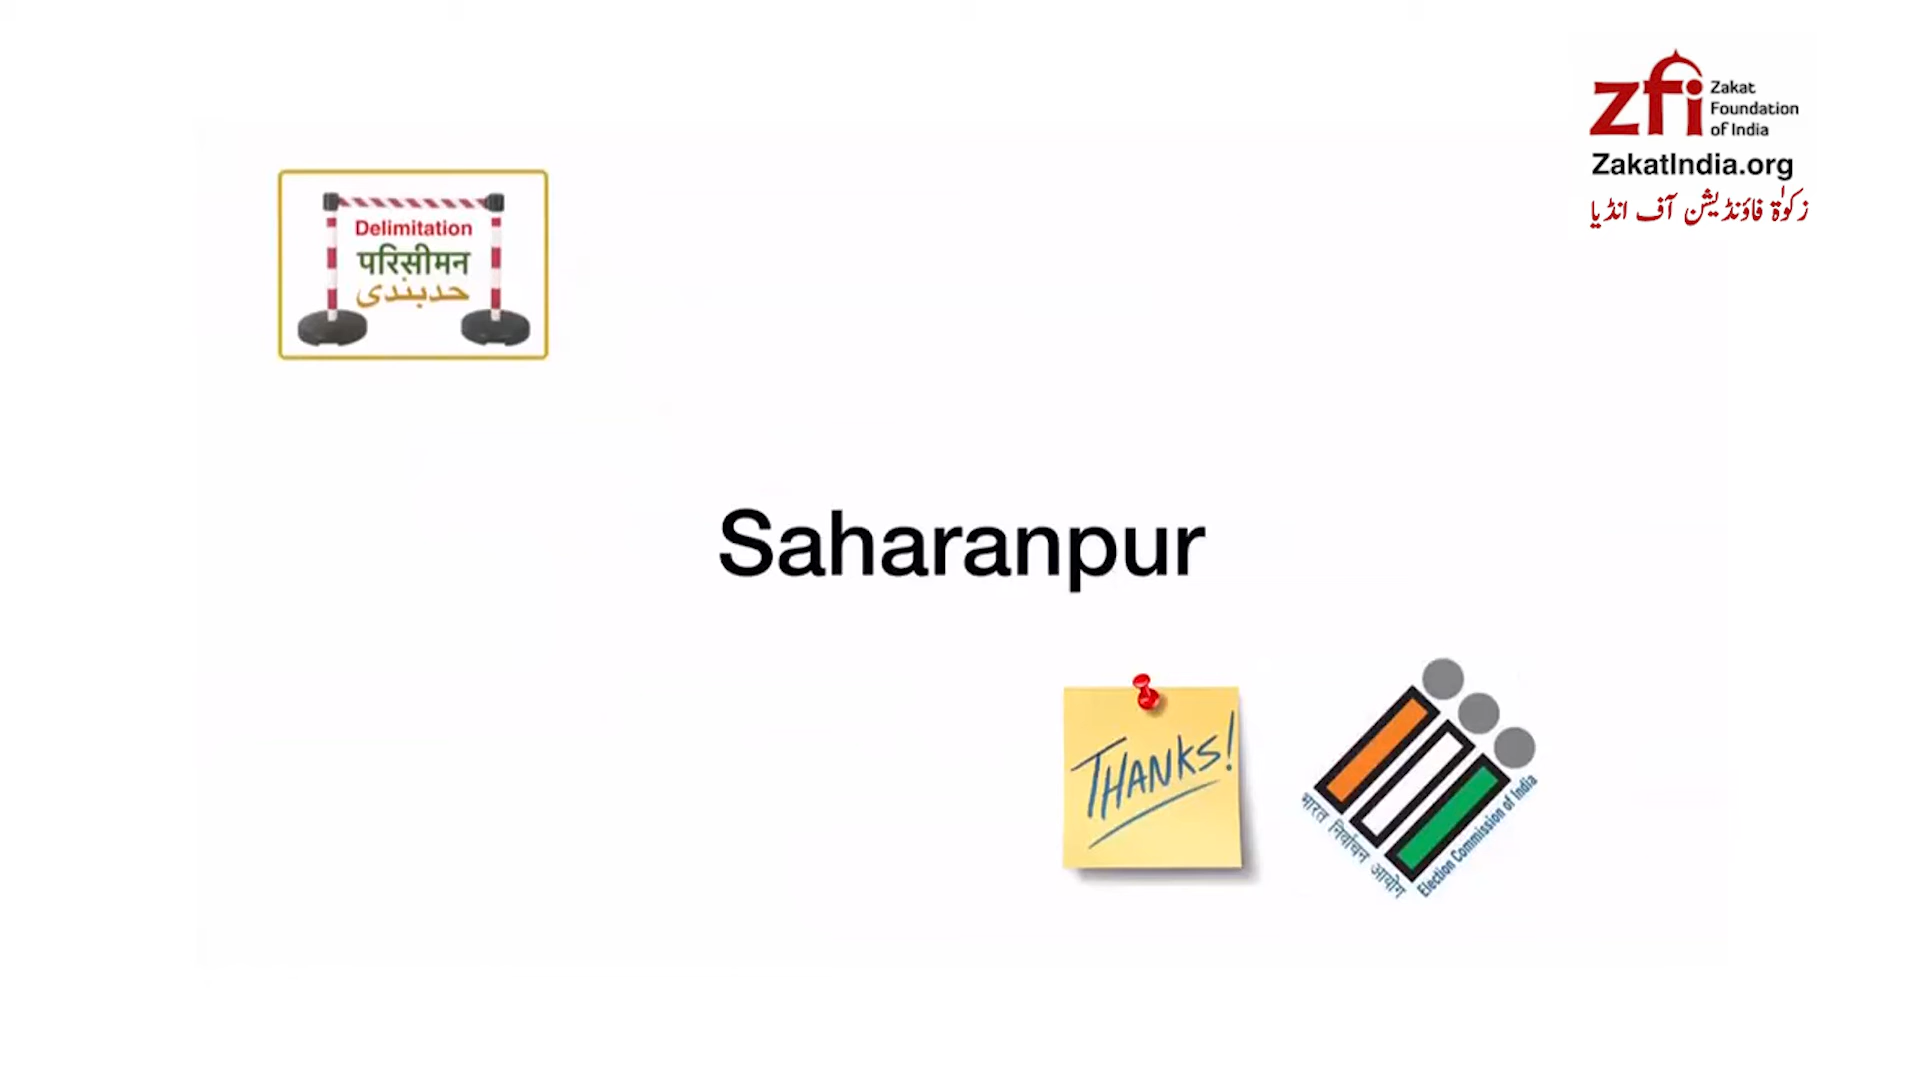 Zakat
Foundation
of India
zfi
ZakatIndia.org
زکوٰۃ فاؤنڈیشن آف انڈیا
Delimitation
परिसीमन
حدبندی
Saharanpur
THANKS!
भारत निर्वाचन आयोग
Election Commission of India